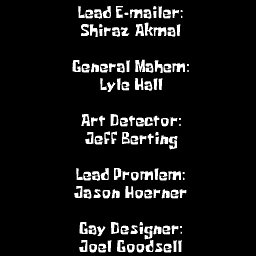 Lead E-mailer:
Shiraz Akmal
General Mahem:
Lyle Hall
Art Detector:
Jeff Berting
Lead Promlem:
Jason Hoerner
Gay Designer:
Joel Goodsell